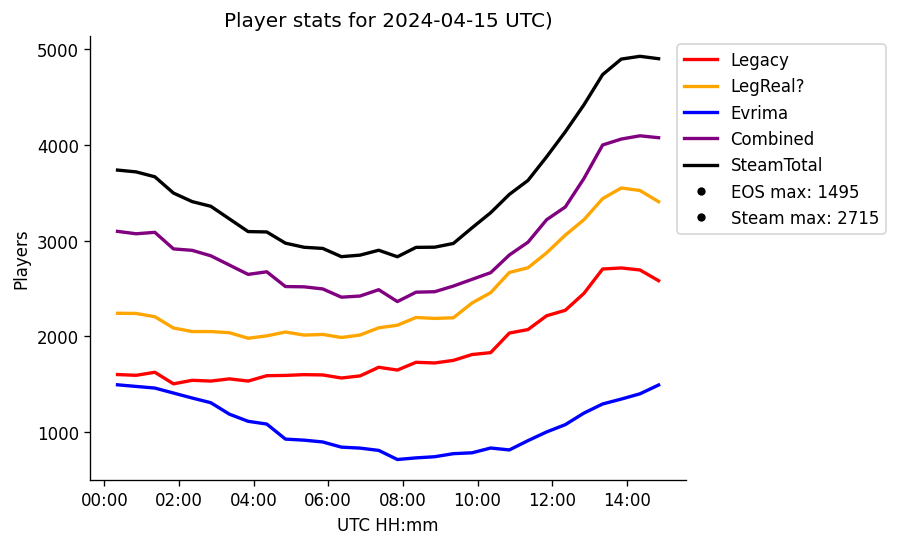 Player stats for 2024-04-15 UTC)
Players
5000
4000
3000
2000
1000
00:00 02:00 04:00 06:00 08:00 10:00 12:00 14:00
UTC HH:mm
Legacy
LegReal?
Evrima
Combined
SteamTotal
EOS max: 1495
Steam max: 2715